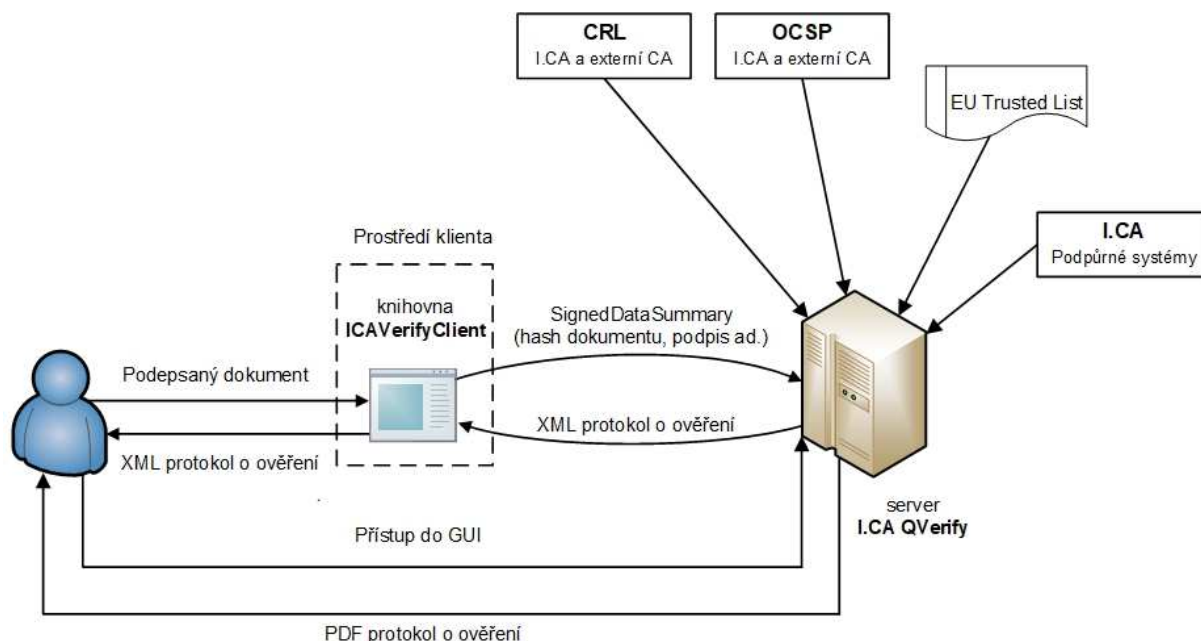 CRL
I.CA a externí CA
OCSP
I.CA a externí CA
EU Trusted List
I.CA
Podpůrné systémy
Prostředí klienta
knihovna
ICAVerifyClient
SignedDataSummary
(hash dokumentu, podpis ad.)
Podepsaný dokument
XML protokol o ověření
XML protokol o ověření
server
I.CA QVerify
Přístup do GUI
PDF protokol o ověření